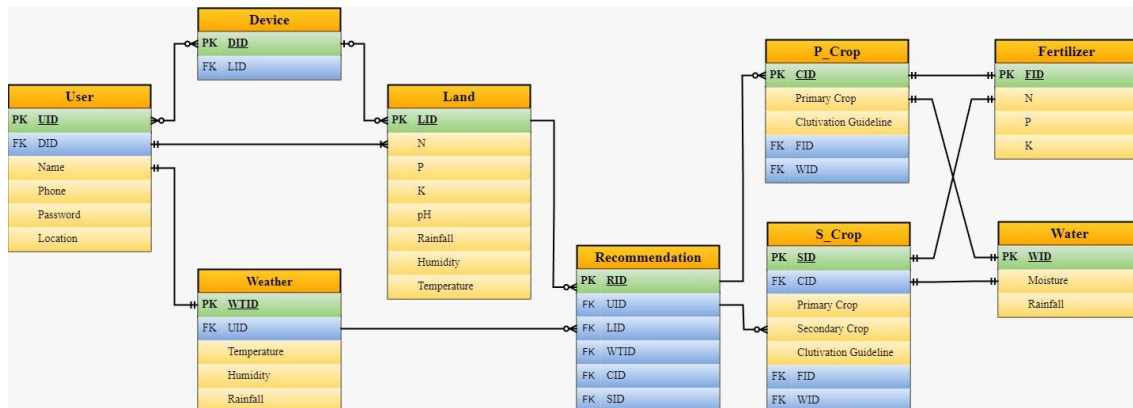 Device
PK DID
FK LID
User
PK UID
FK DID
Name
Phone
Password
Location
Land
PK LID
N
P
K
pH
Rainfall
Humidity
Temperature
Weather
PK WTID
FK UID
Temperature
Humidity
Rainfall
Recommendation
PK RID
FK UID
FK LID
FK WTID
FK CID
FK SID
P_Crop
PK CID
Primary Crop
Clutivation Guideline
FK FID
FK WID
S_Crop
PK SID
FK CID
Primary Crop
Secondary Crop
Clutivation Guideline
FK FID
FK WID
Fertilizer
PK FID
N
P
K
Water
PK WID
Moisture
Rainfall